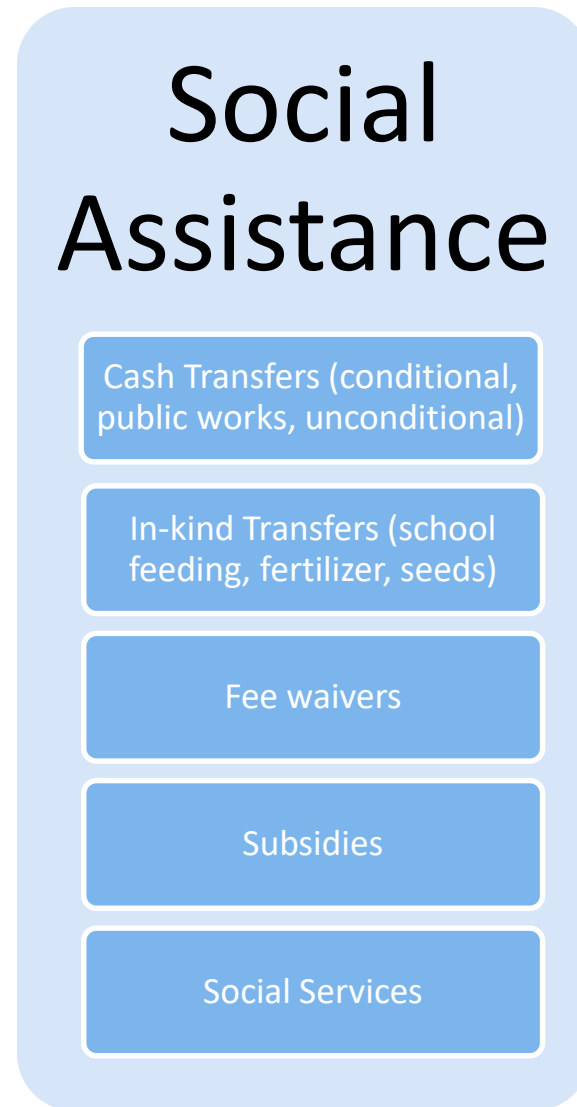 Social
Assistance
Cash Transfers (conditional,
public works, unconditional)
In-kind Transfers (school
feeding, fertilizer, seeds)
Fee waivers
Subsidies
Social Services